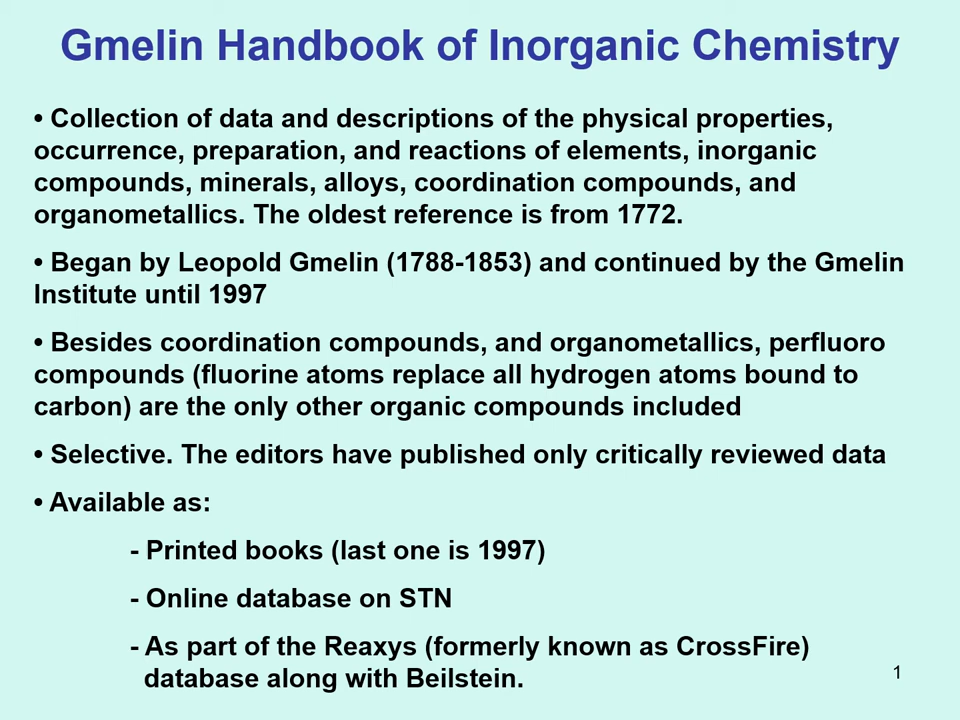 Gmelin Handbook of Inorganic Chemistry
• Collection of data and descriptions of the physical properties,
occurrence, preparation, and reactions of elements, inorganic
compounds, minerals, alloys, coordination compounds, and
organometallics. The oldest reference is from 1772.
• Began by Leopold Gmelin (1788-1853) and continued by the Gmelin
Institute until 1997
• Besides coordination compounds, and organometallics, perfluoro
compounds (fluorine atoms replace all hydrogen atoms bound to
carbon) are the only other organic compounds included
• Selective. The editors have published only critically reviewed data
• Available as:
- Printed books (last one is 1997)
- Online database on STN
- As part of the Reaxys (formerly known as CrossFire)
database along with Beilstein.
1